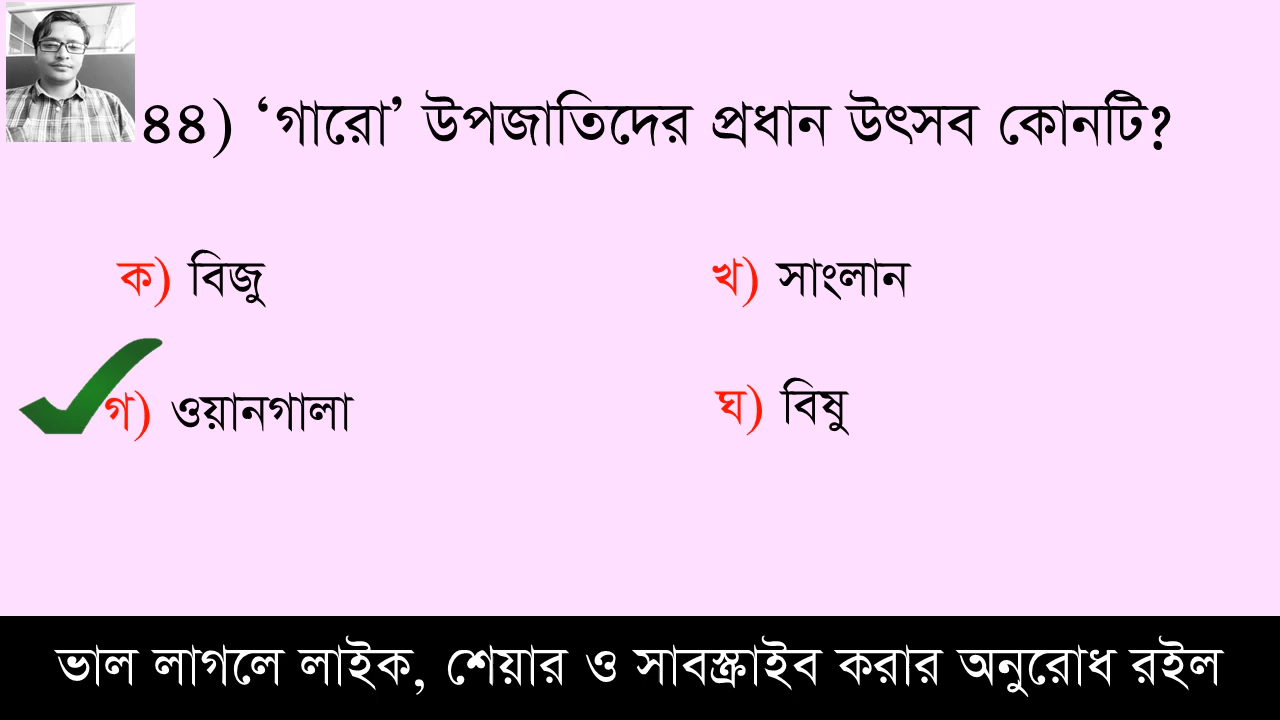 ৪৪) ‘গারো’ উপজাতিদের প্রধান উৎসব কোনটি?
ক) বিজু
খ) সাংলান
গ) ওয়ানগালা
ঘ) বিষু
ভাল লাগলে লাইক, শেয়ার ও সাবস্ক্রাইব করার অনুরোধ রইল